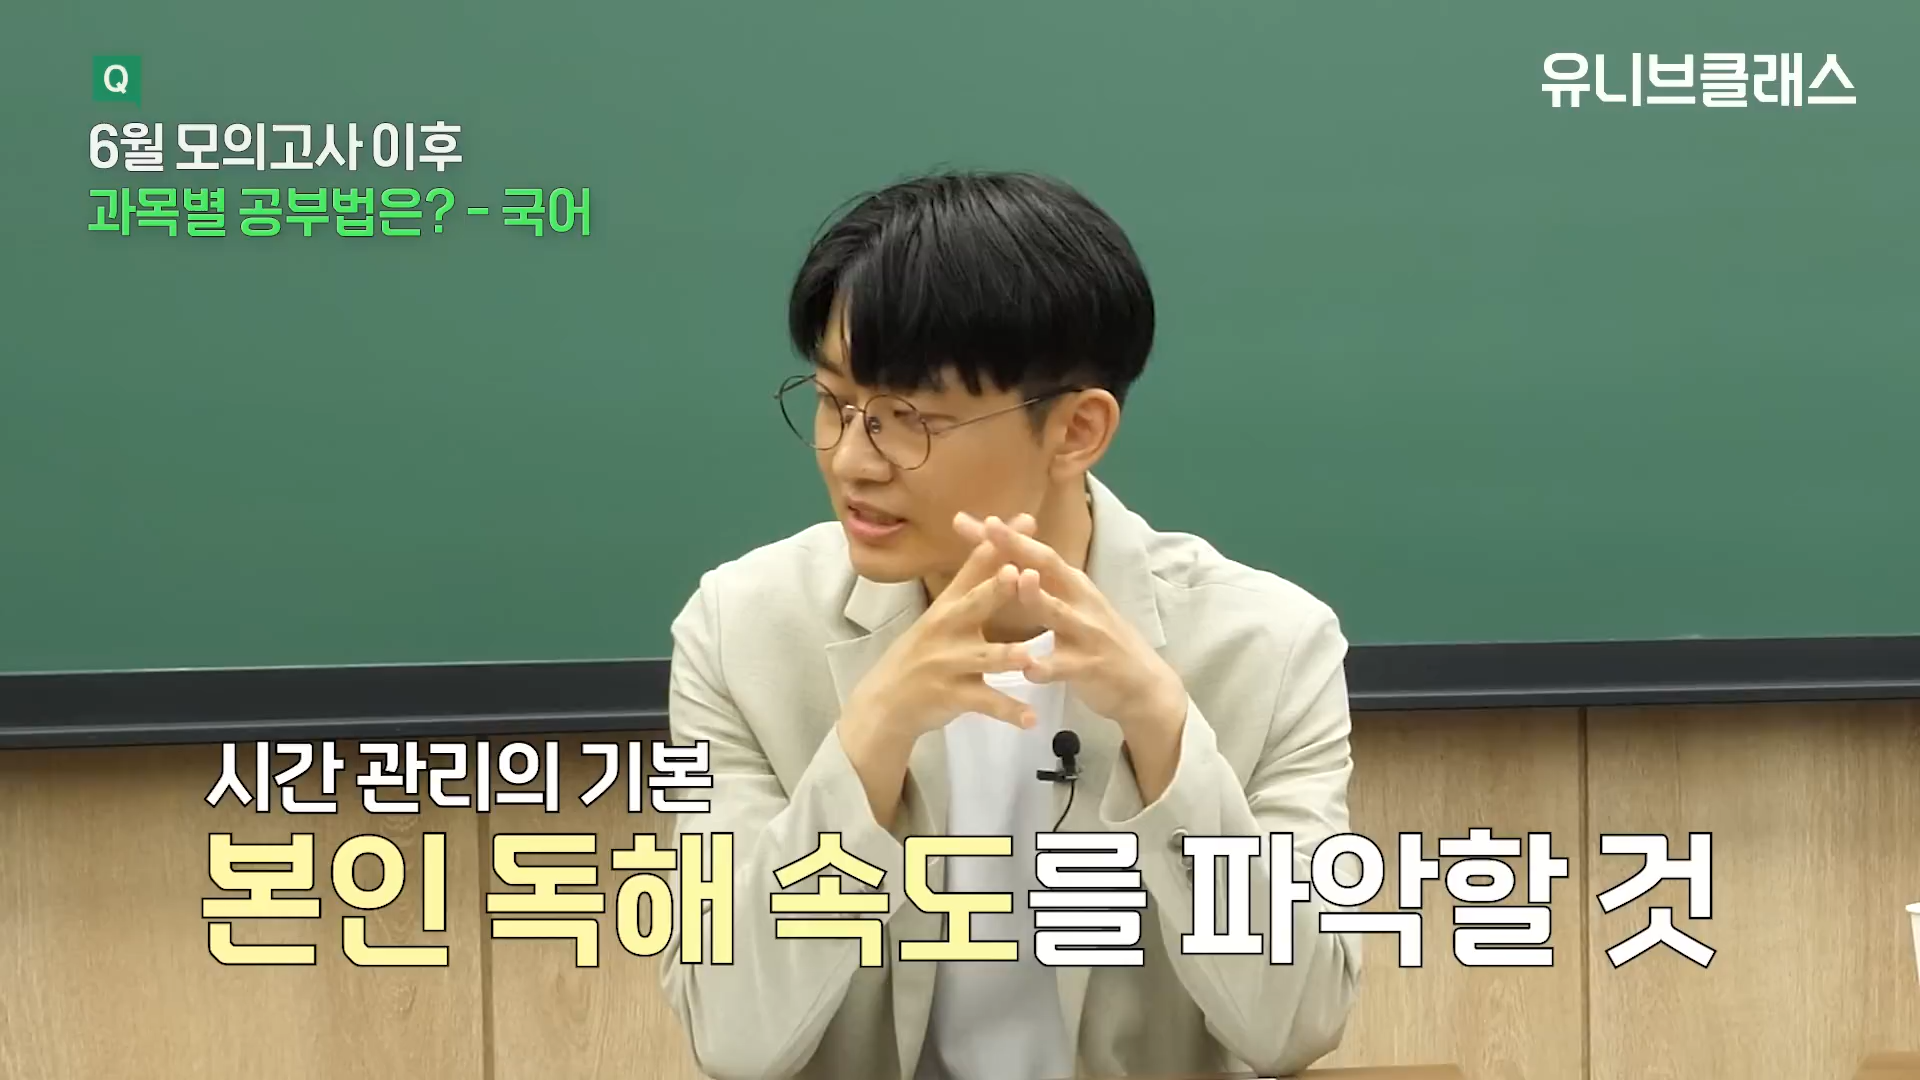 Q
유니브클래스
6월 모의고사 이후
과목별 공부법은? - 국어
시간 관리의 기본
본인 독해 속도를 파악할 것